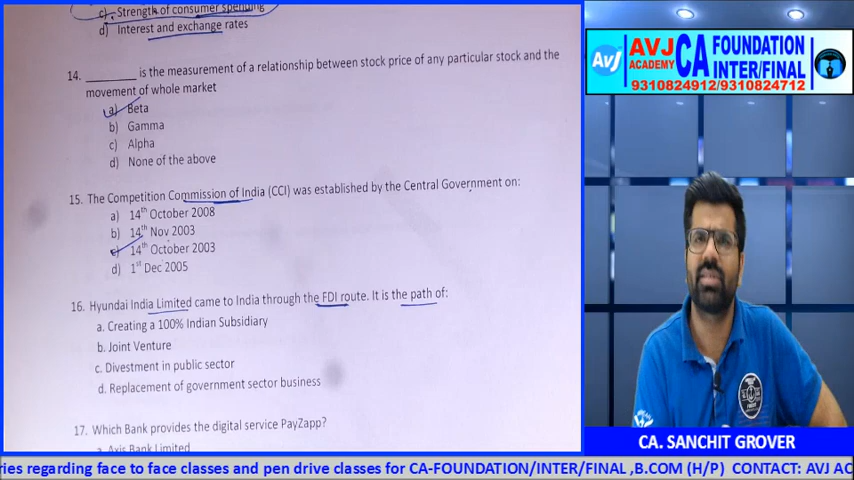 c) Strength of consumer spending
d) Interest and exchange rates
14. ________ is the measurement of a relationship between stock price of any particular stock and the
movement of whole market
a) Beta
b) Gamma
c) Alpha
d) None of the above
15. The Competition Commission of India (CCI) was established by the Central Government on:
a) 14th October 2008
b) 14th Nov 2003
c) 14th October 2003
d) 1st Dec 2005
16. Hyundai India Limited came to India through the FDI route. It is the path of:
a. Creating a 100% Indian Subsidiary
b. Joint Venture
c. Divestment in public sector
d. Replacement of government sector business
17. Which Bank provides the digital service PayZapp?
a. Axis Bank Limited
AVJ
AVJ
ACADEMY
CA
FOUNDATION
INTER/FINAL
9310824912/9310824712
CA. SANCHIT GROVER
ries regarding face to face classes and pen drive classes for CA-FOUNDATION/INTER/FINAL ,B.COM (H/P) CONTACT: AVJ AC